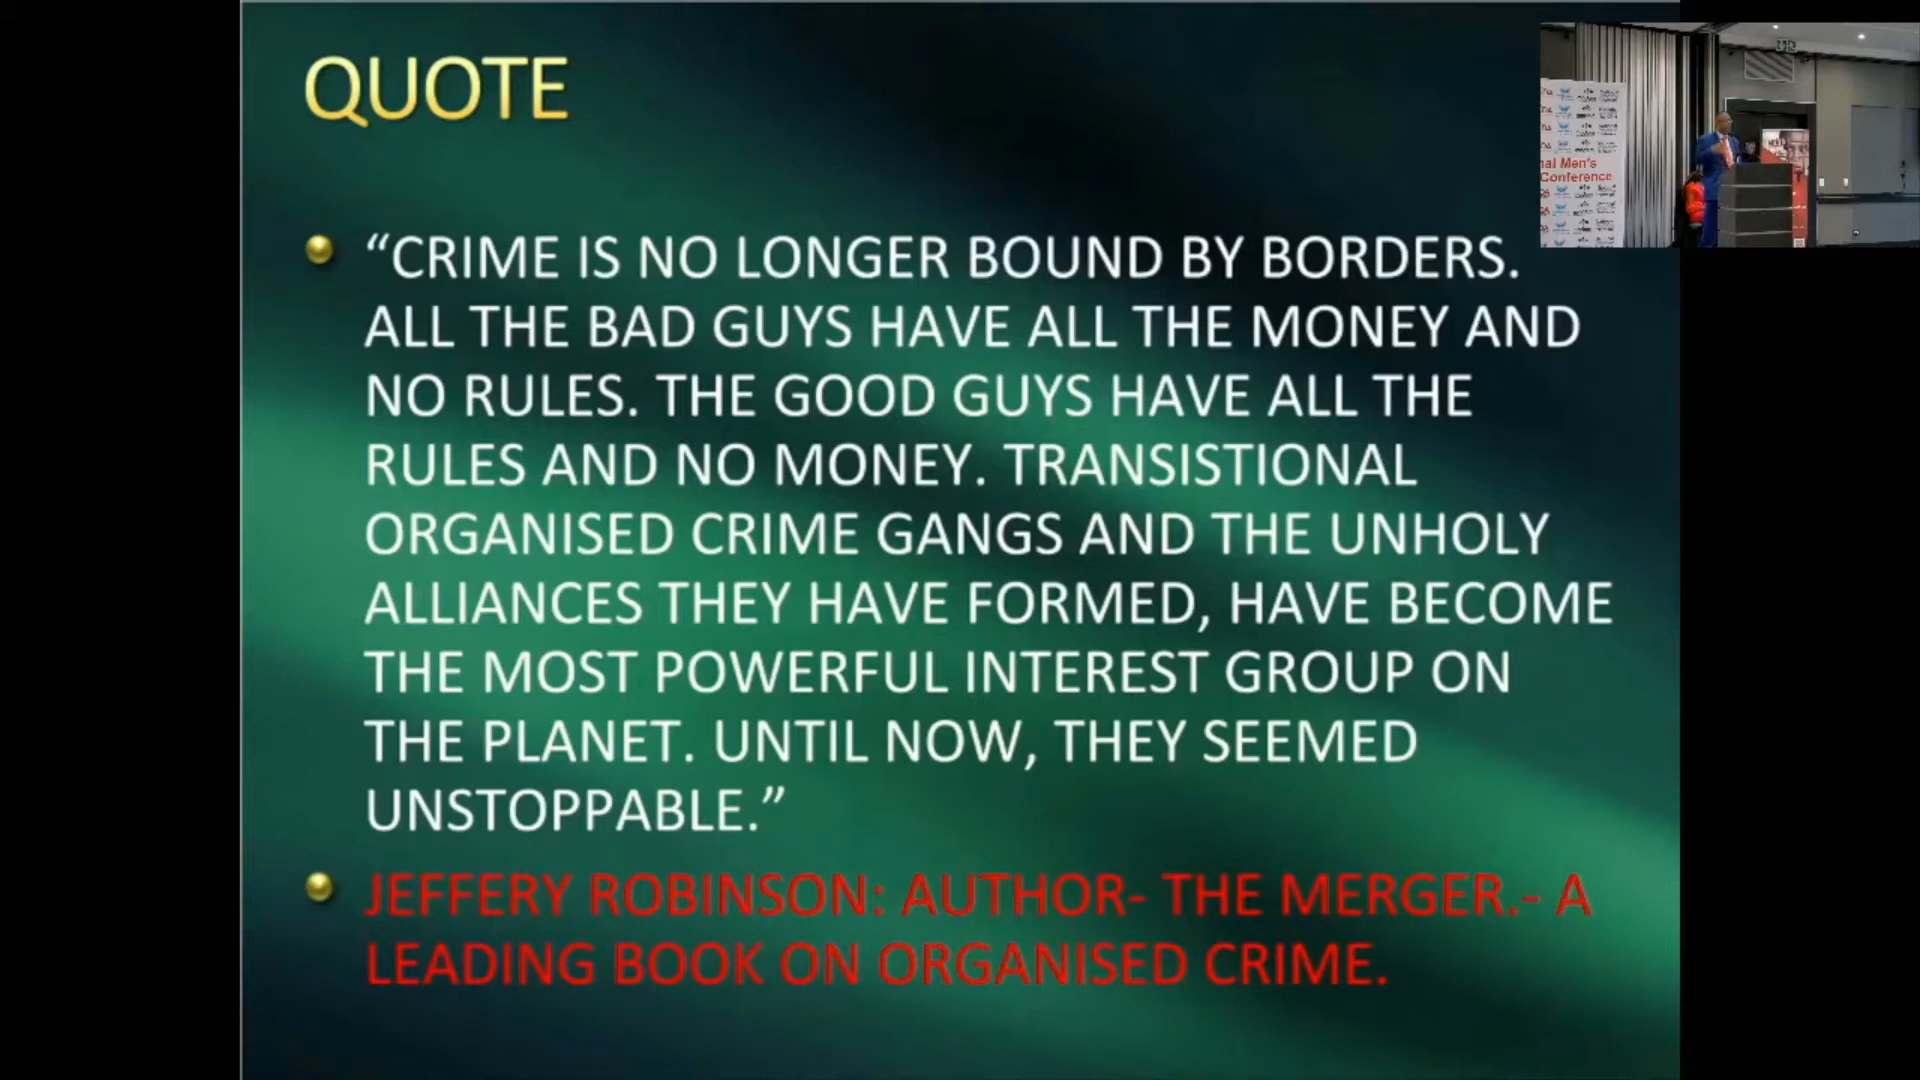 QUOTE
“CRIME IS NO LONGER BOUND BY BORDERS.
ALL THE BAD GUYS HAVE ALL THE MONEY AND
NO RULES. THE GOOD GUYS HAVE ALL THE
RULES AND NO MONEY. TRANSISTIONAL
ORGANISED CRIME GANGS AND THE UNHOLY
ALLIANCES THEY HAVE FORMED, HAVE BECOME
THE MOST POWERFUL INTEREST GROUP ON
THE PLANET. UNTIL NOW, THEY SEEMED
UNSTOPPABLE.”
JEFFERY ROBINSON: AUTHOR- THE MERGER.- A
LEADING BOOK ON ORGANISED CRIME.
nal Men's
Conference